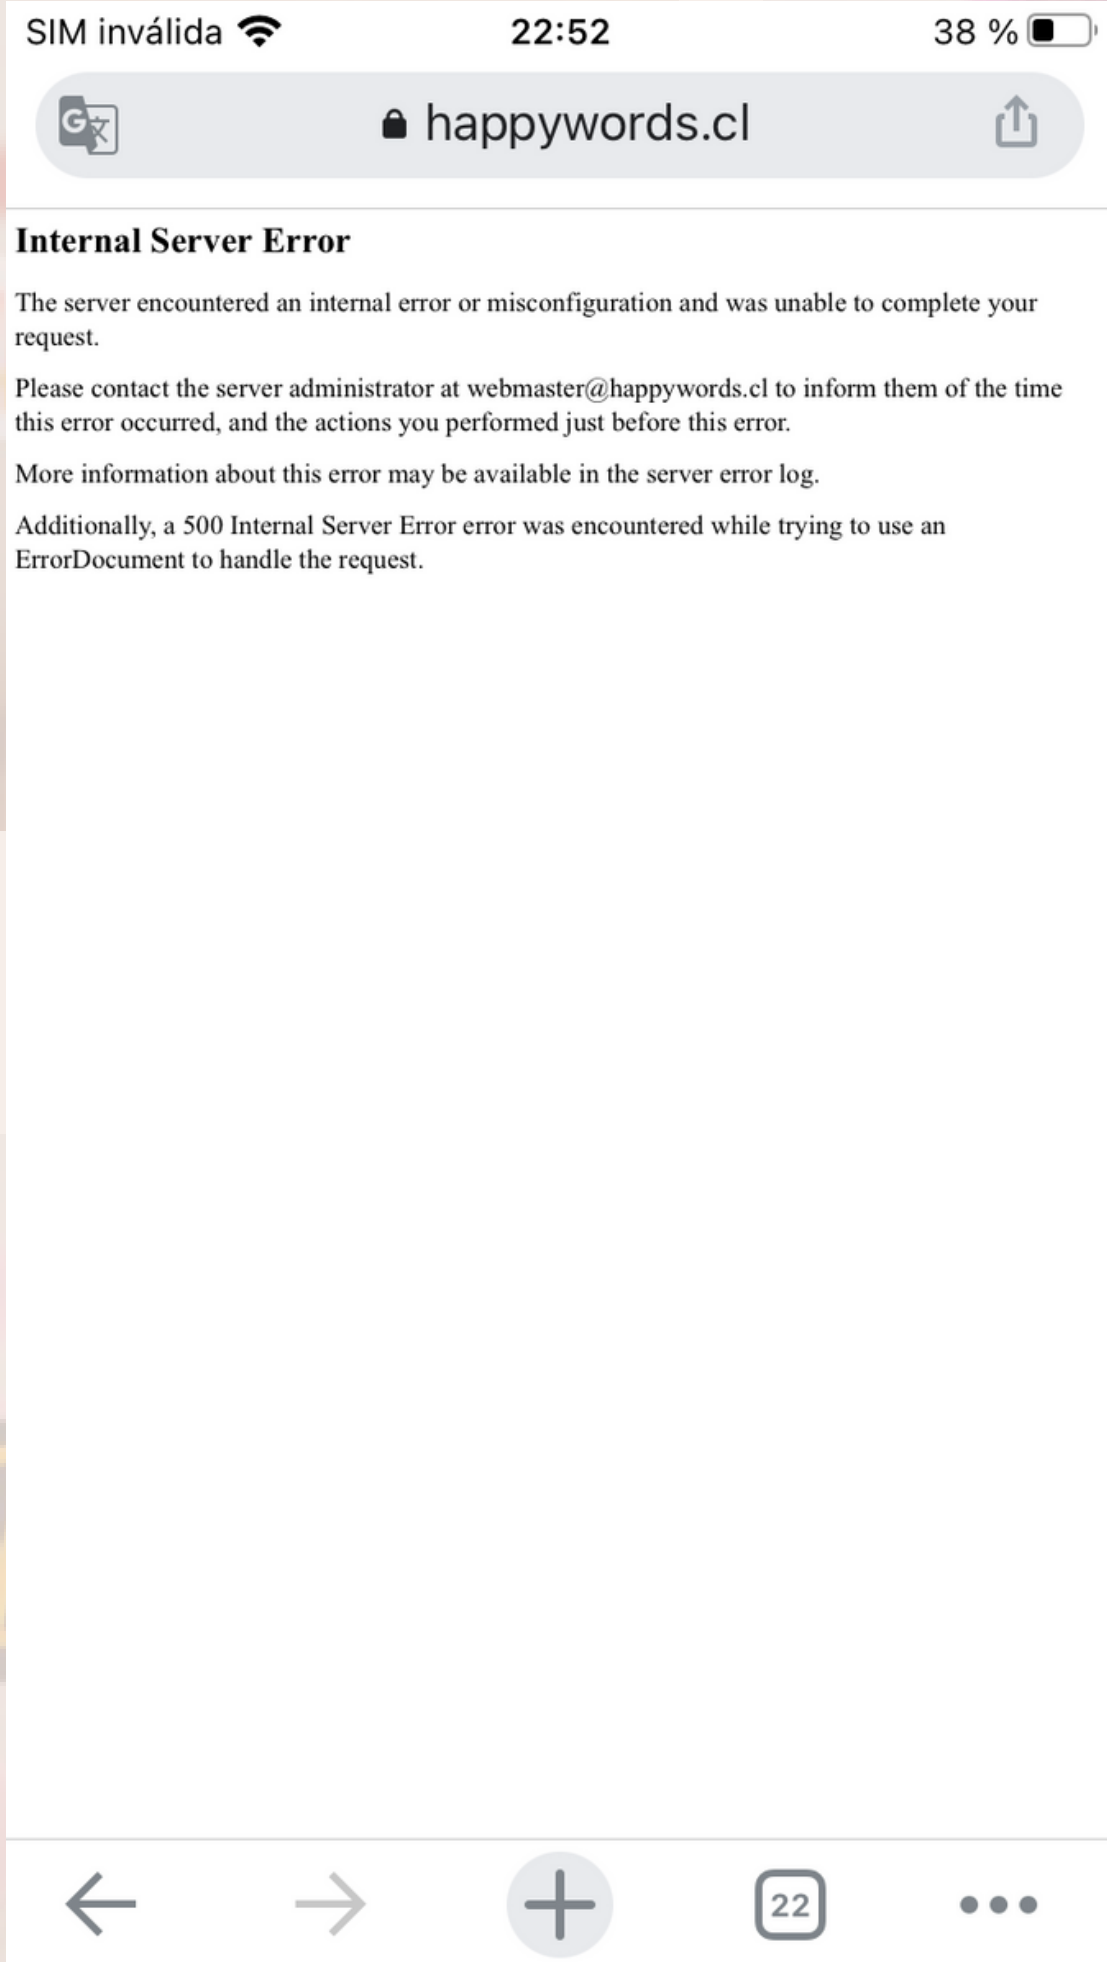 SIM inválida 22:52 38 %
happywords.cl
Internal Server Error
The server encountered an internal error or misconfiguration and was unable to complete your
request.
Please contact the server administrator at webmaster@happywords.cl to inform them of the time
this error occurred, and the actions you performed just before this error.
More information about this error may be available in the server error log.
Additionally, a 500 Internal Server Error error was encountered while trying to use an
ErrorDocument to handle the request.
22